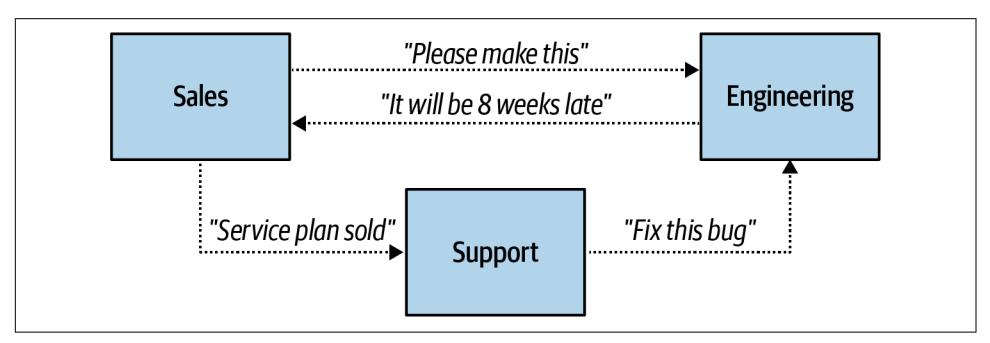 "Please make this"
Sales
Engineering
"It will be 8 weeks late"
"Service plan sold"
"Fix this bug"
Support